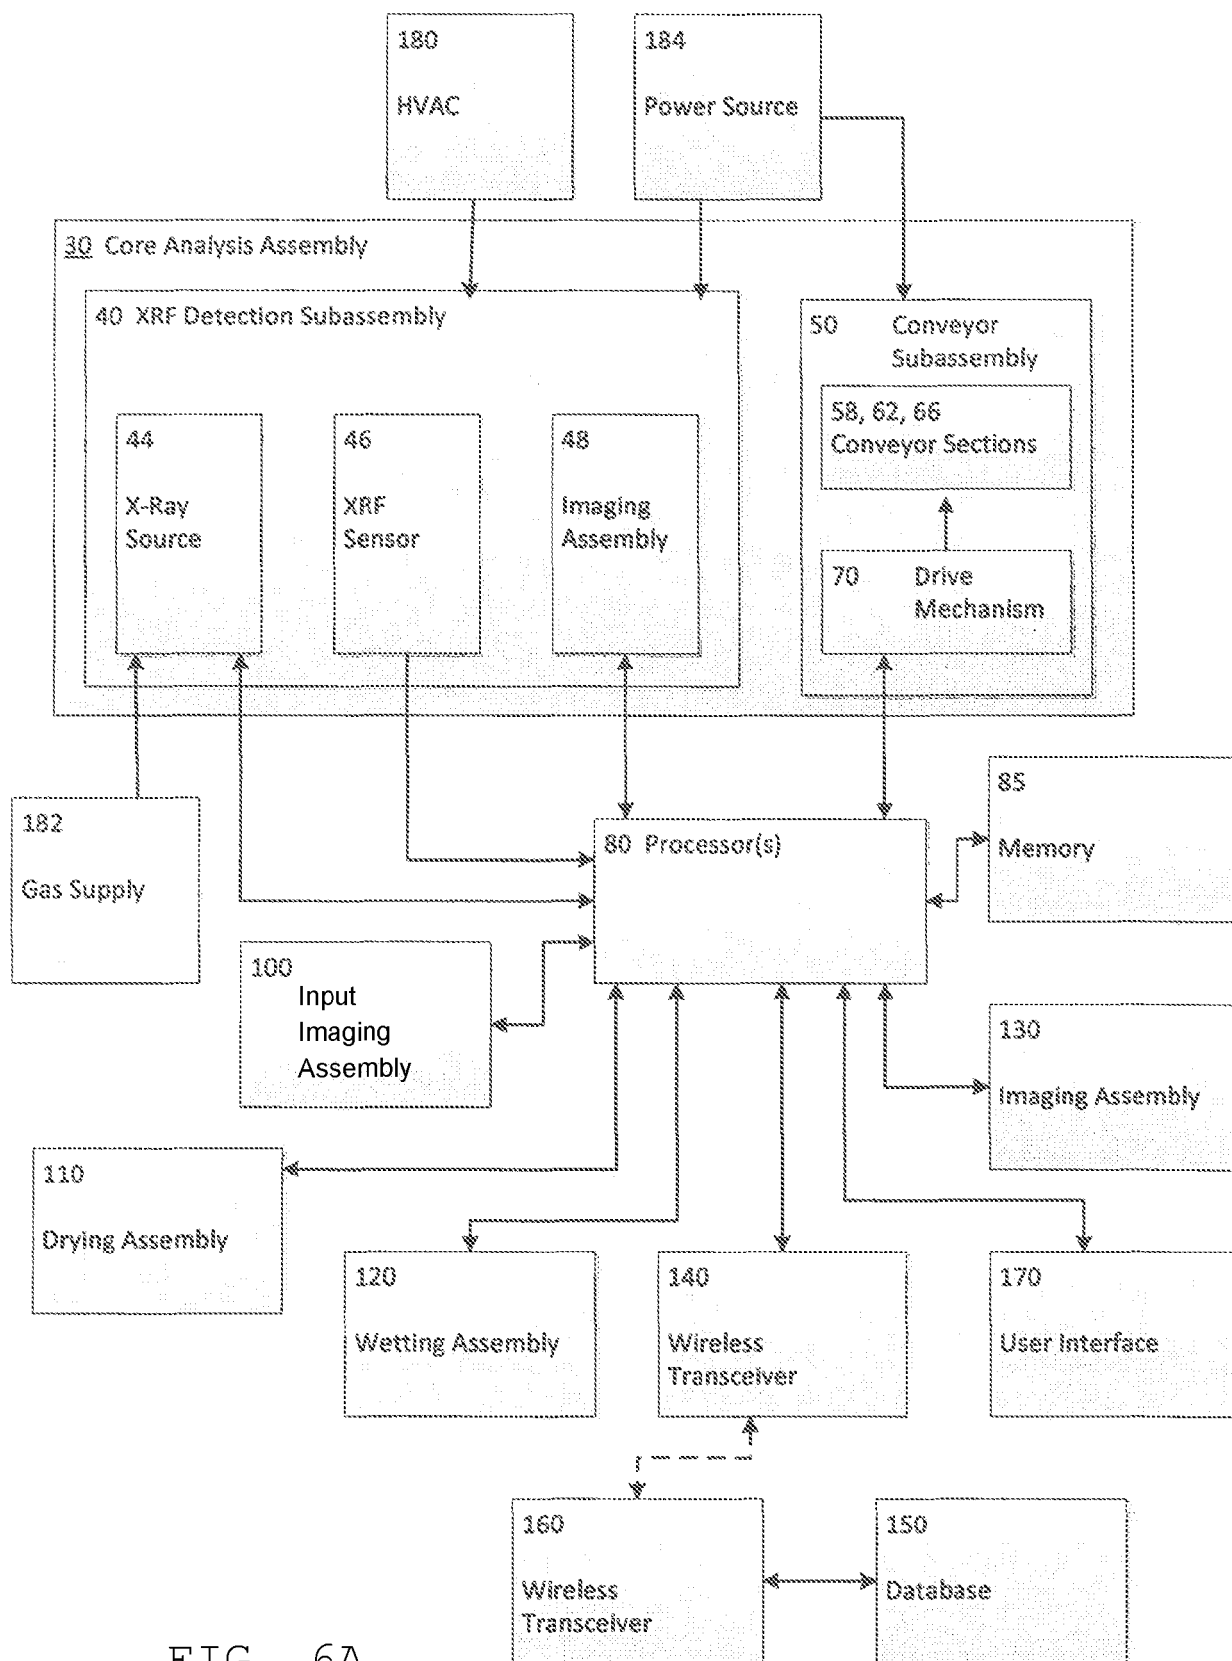 180
HVAC
184
Power Source
30 Core Analysis Assembly
40 XRF Detection Subassembly
50 Conveyor
Subassembly
58, 62, 66
Conveyor Sections
44
X-Ray
Source
46
XRF
Sensor
48
Imaging
Assembly
70 Drive
Mechanism
182
Gas Supply
80 Processor(s)
85
Memory
100
Input
Imaging
Assembly
130
Imaging Assembly
110
Drying Assembly
120
Wetting Assembly
140
Wireless
Transceiver
170
User Interface
160
Wireless
Transceiver
150
Database
FIG. 6A